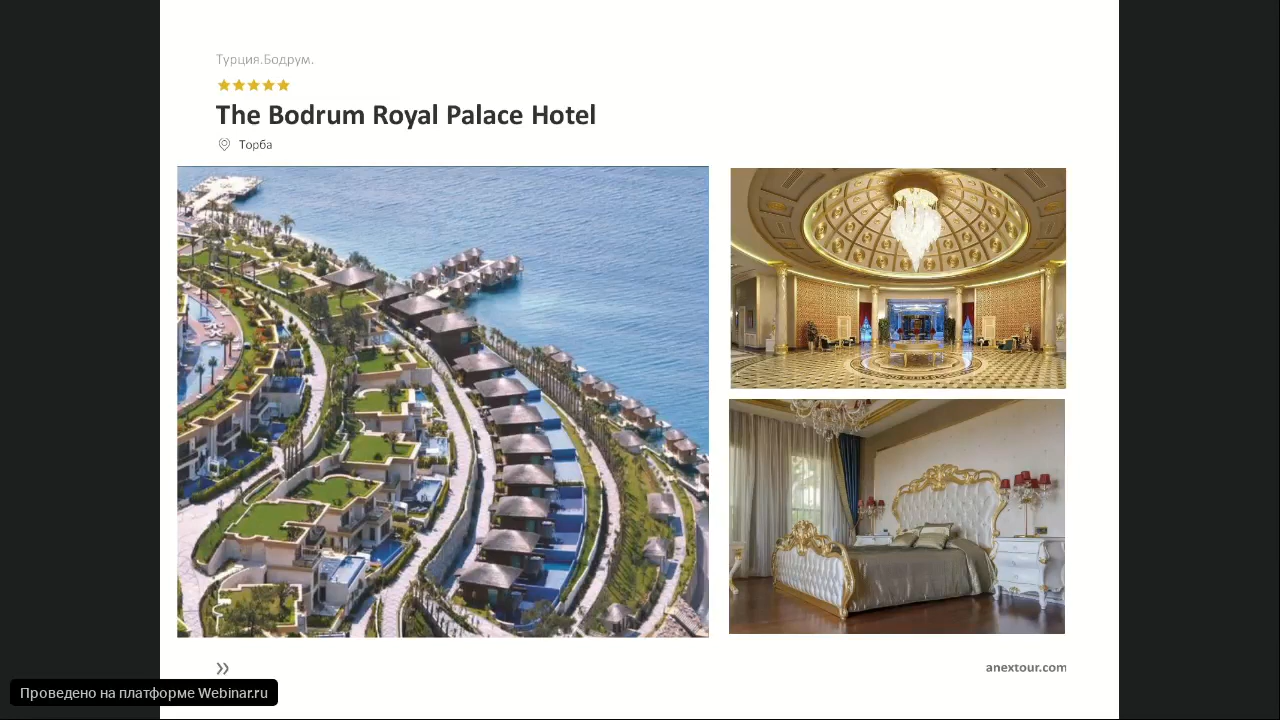 Турция.Бодрум.
The Bodrum Royal Palace Hotel
Торба
anextour.com
Проведено на платформе Webinar.ru